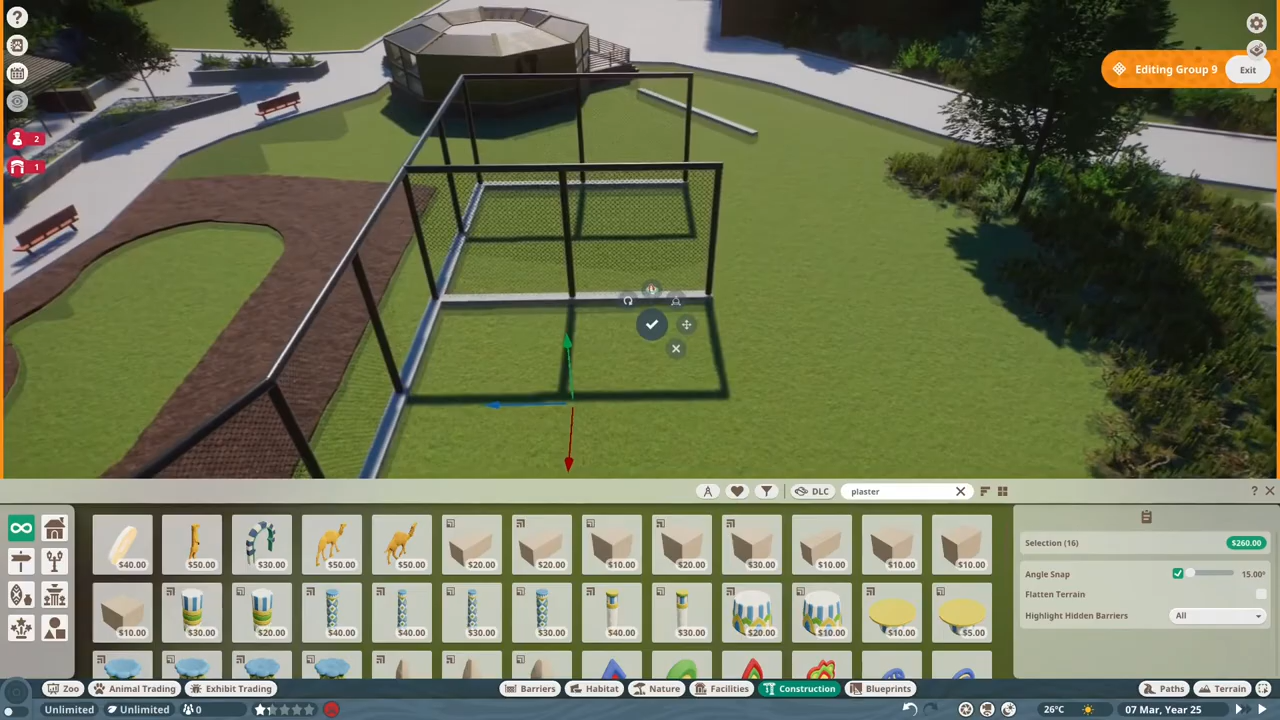 ?
Editing Group 9 Exit
2
1
DLC plaster ?
$40.00 $50.00 $30.00 $50.00 $50.00 $20.00 $20.00 $10.00 $20.00 $30.00 $10.00 $10.00 $10.00
$10.00 $30.00 $20.00 $40.00 $40.00 $30.00 $30.00 $40.00 $30.00 $20.00 $20.00 $10.00 $5.00
Selection (16) $260.00
Angle Snap 15.00°
Flatten Terrain
Highlight Hidden Barriers All
Zoo Animal Trading Exhibit Trading Barriers Habitat Nature Facilities Construction Blueprints Paths Terrain
Unlimited Unlimited 0 26°C 07 Mar, Year 25